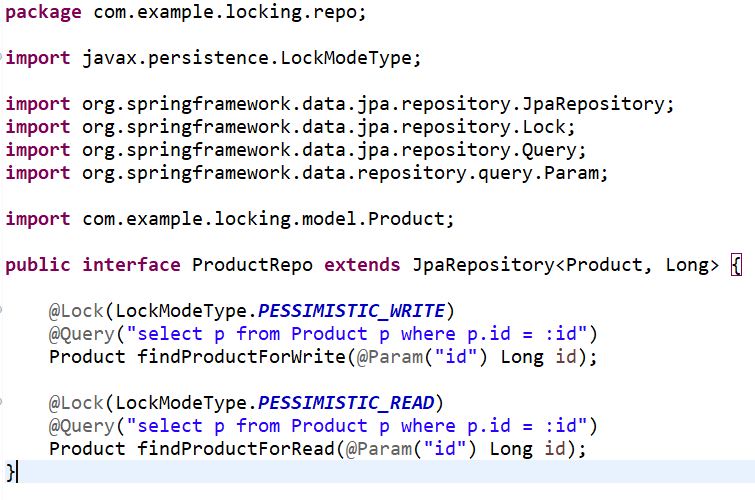 package com.example.locking.repo;
import javax.persistence.LockModeType;
import org.springframework.data.jpa.repository.JpaRepository;
import org.springframework.data.jpa.repository.Lock;
import org.springframework.data.jpa.repository.Query;
import org.springframework.data.repository.query.Param;
import com.example.locking.model.Product;
public interface ProductRepo extends JpaRepository<Product, Long> {
@Lock(LockModeType.PESSIMISTIC_WRITE)
@Query("select p from Product p where p.id = :id")
Product findProductForWrite(@Param("id") Long id);
@Lock(LockModeType.PESSIMISTIC_READ)
@Query("select p from Product p where p.id = :id")
Product findProductForRead(@Param("id") Long id);
}